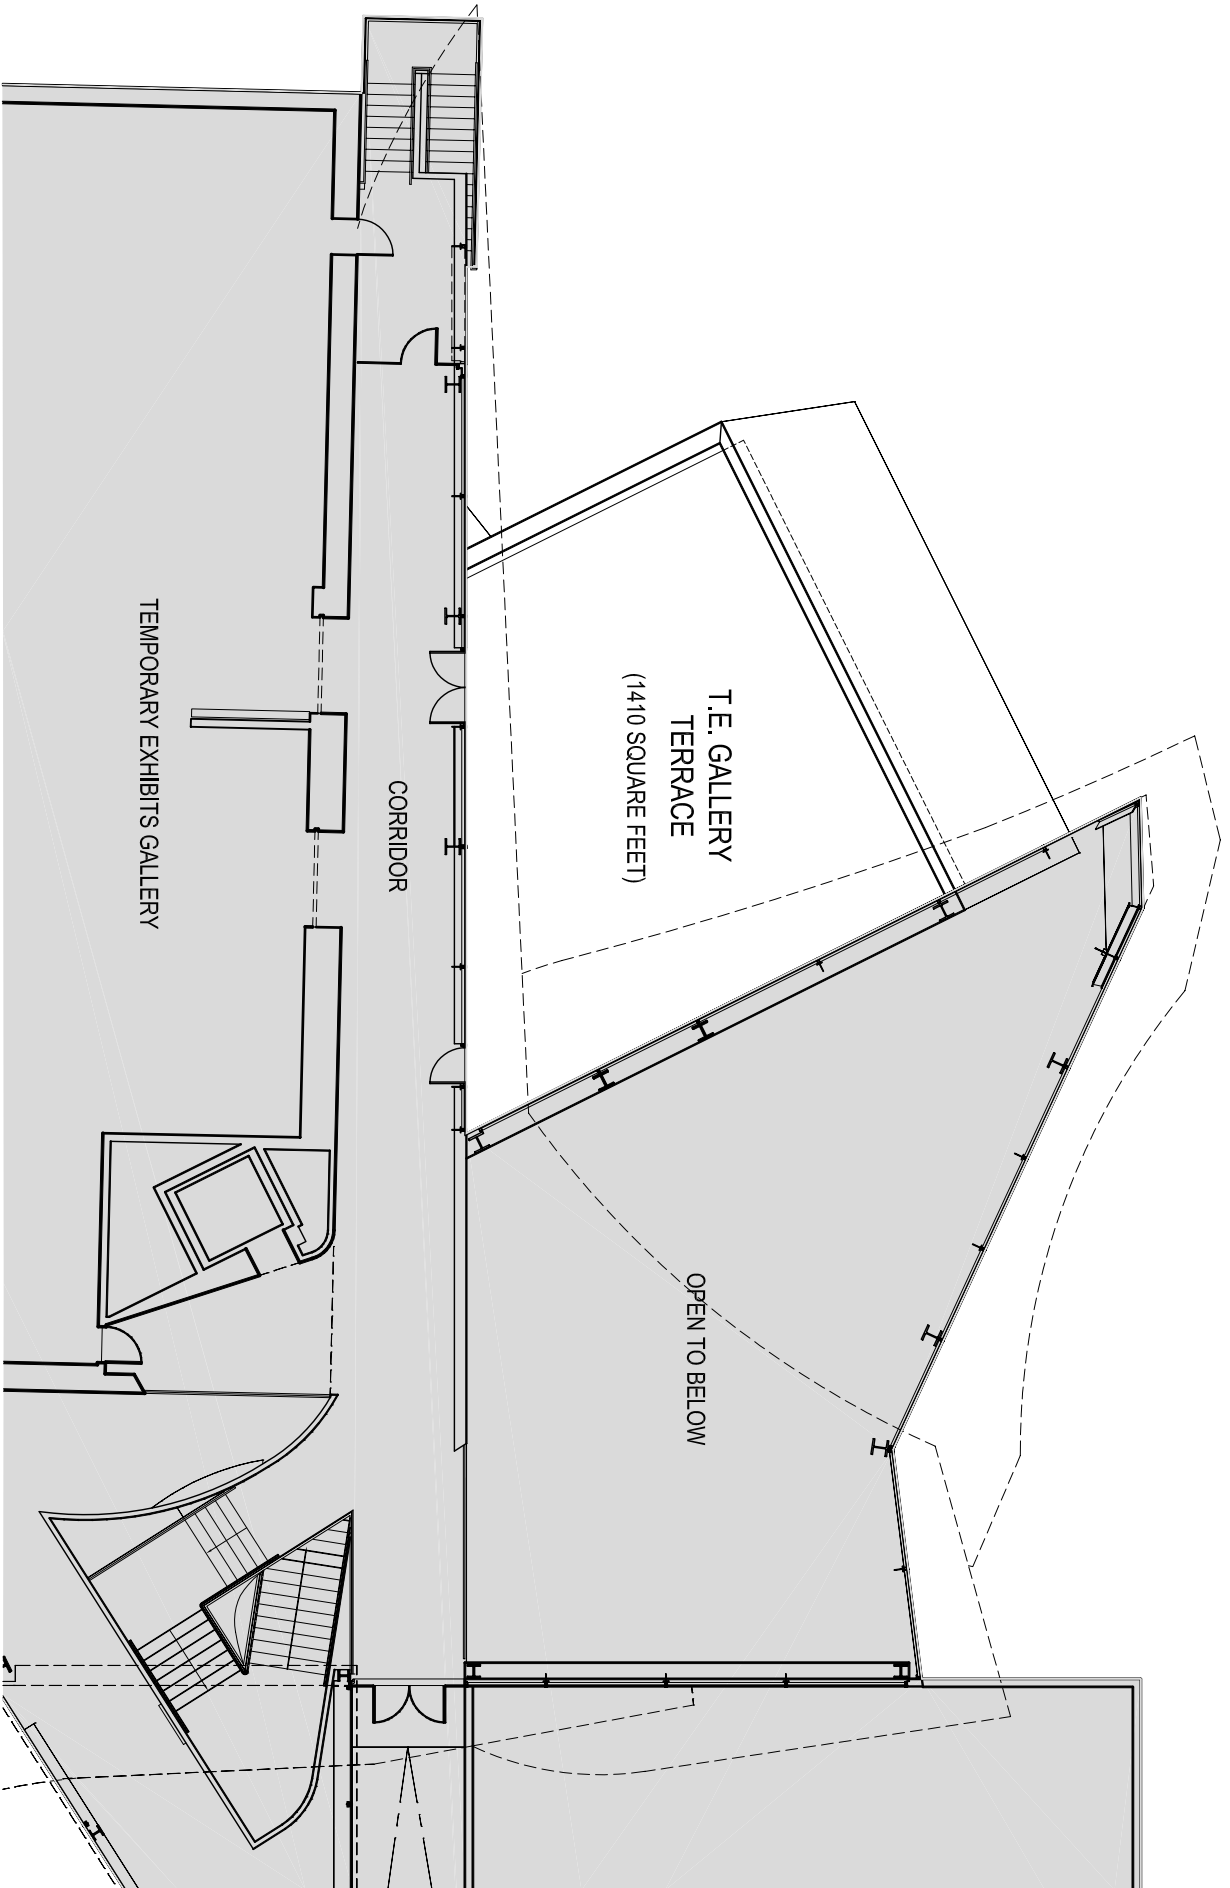 T.E. GALLERY
TERRACE
(1410 SQUARE FEET)
TEMPORARY EXHIBITS GALLERY
CORRIDOR
OPEN TO BELOW